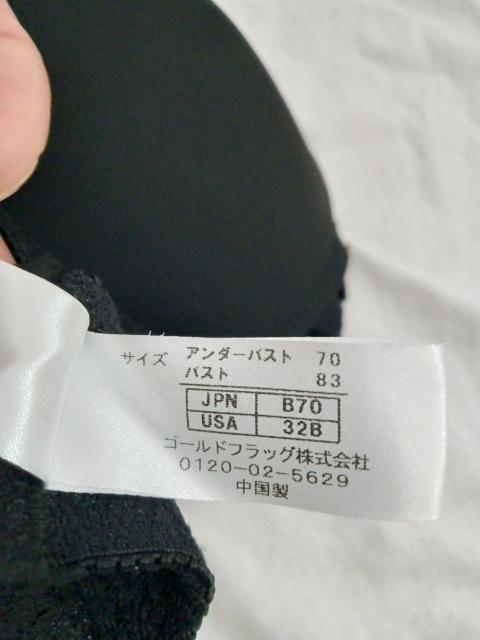 サイズ アンダーバスト 70
バスト 83
JPN B70
USA 32B
ゴールドフラッグ株式会社
0120-02-5629
中国製